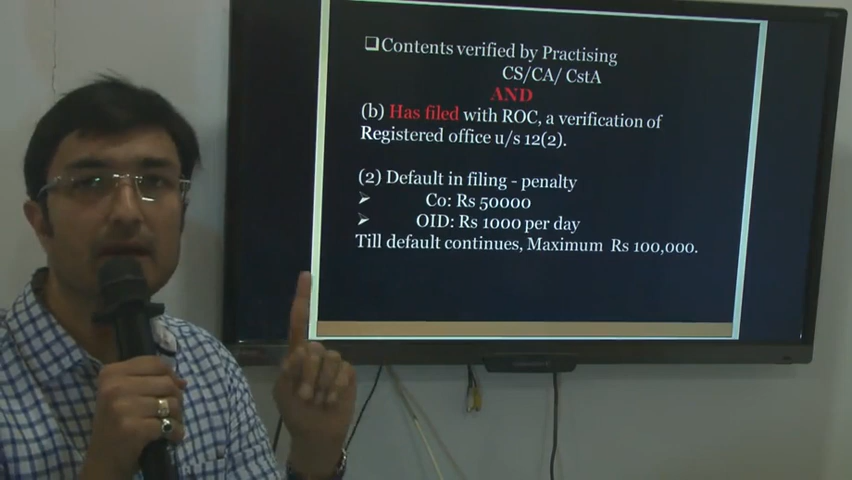 ❑Contents verified by Practising
CS/CA/ CstA
AND
(b) Has filed with ROC, a verification of
Registered office u/s 12(2).
(2) Default in filing - penalty
➢ Co: Rs 50000
➢ OID: Rs 1000 per day
Till default continues, Maximum Rs 100,000.